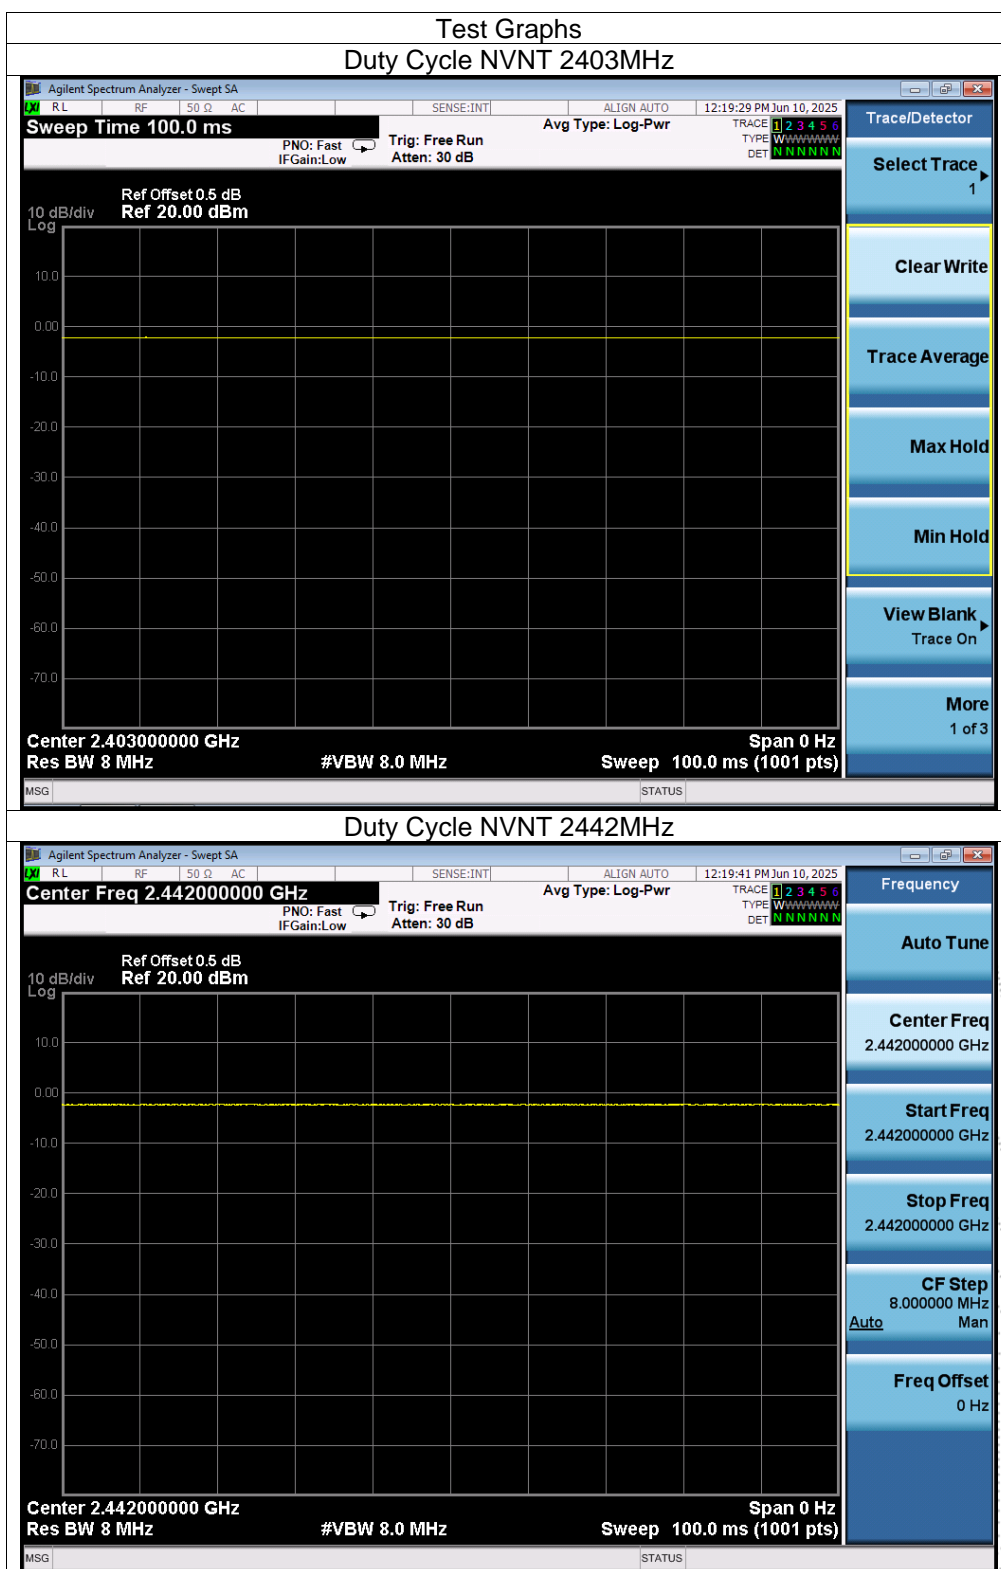 Test Graphs
Duty Cycle NVNT 2403MHz
Agilent Spectrum Analyzer - Swept SA
LXI RL RF 50 Ω AC SENSE:INT ALIGN AUTO 12:19:29 PM Jun 10, 2025
Sweep Time 100.0 ms
PNO: Fast
IFGain:Low
Trig: Free Run
Atten: 30 dB
Avg Type: Log-Pwr
TRACE 1 2 3 4 5 6
TYPE WWWWWW
DET N N N N N N
Ref Offset 0.5 dB
10 dB/div Ref 20.00 dBm
Log
10.0
0.00
-10.0
-20.0
-30.0
-40.0
-50.0
-60.0
-70.0
Center 2.403000000 GHz Span 0 Hz
Res BW 8 MHz #VBW 8.0 MHz Sweep 100.0 ms (1001 pts)
MSG STATUS
Trace/Detector
Select Trace
1
Clear Write
Trace Average
Max Hold
Min Hold
View Blank
Trace On
More
1 of 3
Duty Cycle NVNT 2442MHz
Agilent Spectrum Analyzer - Swept SA
LXI RL RF 50 Ω AC SENSE:INT ALIGN AUTO 12:19:41 PM Jun 10, 2025
Center Freq 2.442000000 GHz
PNO: Fast
IFGain:Low
Trig: Free Run
Atten: 30 dB
Avg Type: Log-Pwr
TRACE 1 2 3 4 5 6
TYPE WWWWWW
DET N N N N N N
Ref Offset 0.5 dB
10 dB/div Ref 20.00 dBm
Log
10.0
0.00
-10.0
-20.0
-30.0
-40.0
-50.0
-60.0
-70.0
Center 2.442000000 GHz Span 0 Hz
Res BW 8 MHz #VBW 8.0 MHz Sweep 100.0 ms (1001 pts)
MSG STATUS
Frequency
Auto Tune
Center Freq
2.442000000 GHz
Start Freq
2.442000000 GHz
Stop Freq
2.442000000 GHz
CF Step
8.000000 MHz
Auto Man
Freq Offset
0 Hz